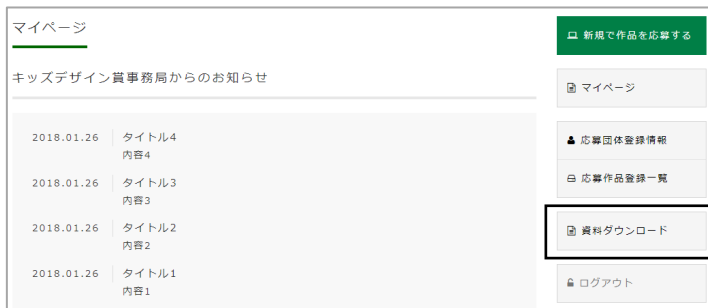 マイページ
キッズデザイン賞事務局からのお知らせ
2018.01.26 タイトル4
内容4
2018.01.26 タイトル3
内容3
2018.01.26 タイトル2
内容2
2018.01.26 タイトル1
内容1
新規で作品を応募する
マイページ
応募団体登録情報
応募作品登録一覧
資料ダウンロード
ログアウト